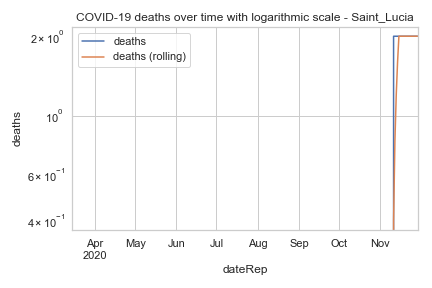 COVID-19 deaths over time with logarithmic scale - Saint_Lucia
deaths
deaths (rolling)
2 × 10⁰
10⁰
6 × 10⁻¹
4 × 10⁻¹
deaths
Apr May Jun Jul Aug Sep Oct Nov
2020
dateRep